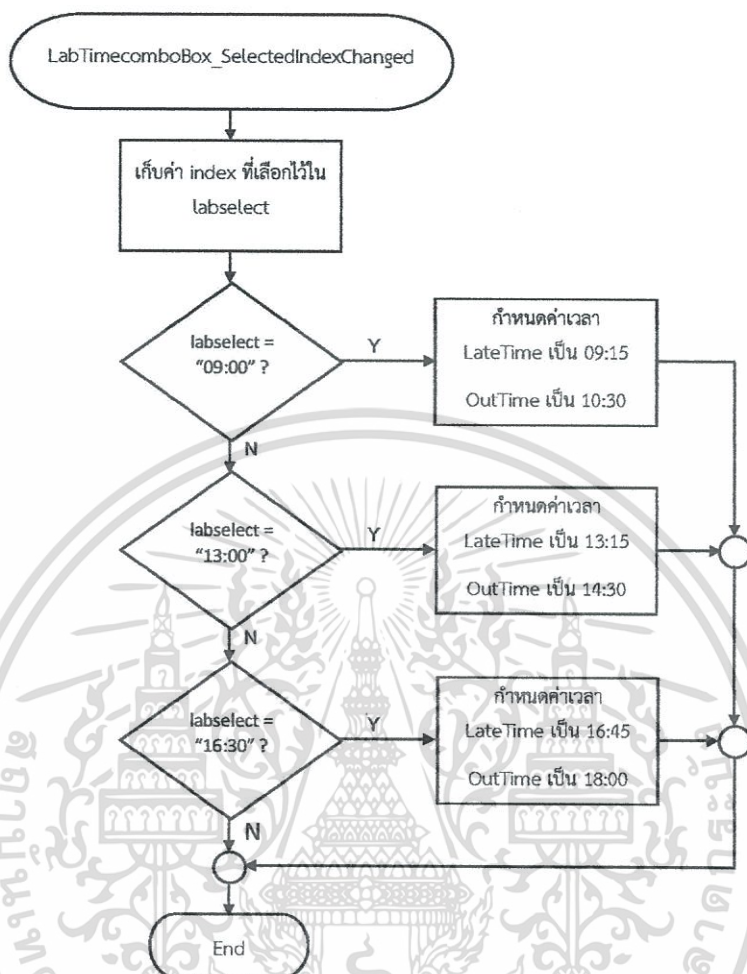 LabTimecomboBox_SelectedIndexChanged
เก็บค่า index ที่เลือกไว้ใน
labselect
labselect =
"09:00" ?
Y
กำหนดค่าเวลา
LateTime เป็น 09:15
OutTime เป็น 10:30
N
labselect =
"13:00" ?
Y
กำหนดค่าเวลา
LateTime เป็น 13:15
OutTime เป็น 14:30
N
labselect =
"16:30" ?
Y
กำหนดค่าเวลา
LateTime เป็น 16:45
OutTime เป็น 18:00
N
End